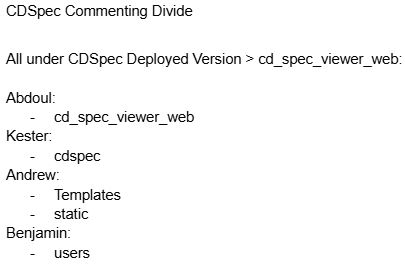 CDSpec Commenting Divide
All under CDSpec Deployed Version > cd_spec_viewer_web:
Abdoul:
- cd_spec_viewer_web
Kester:
- cdspec
Andrew:
- Templates
- static
Benjamin:
- users